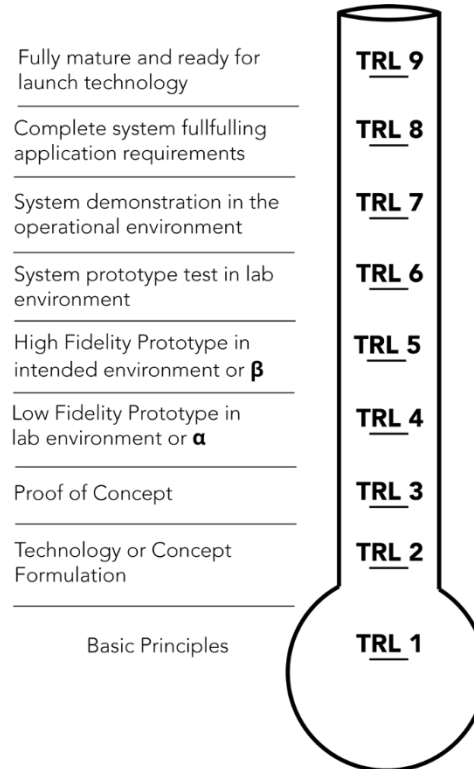 Fully mature and ready for
launch technology
TRL 9
Complete system fullfulling
application requirements
TRL 8
System demonstration in the
operational environment
TRL 7
System prototype test in lab
environment
TRL 6
High Fidelity Prototype in
intended environment or β
TRL 5
Low Fidelity Prototype in
lab environment or α
TRL 4
Proof of Concept
TRL 3
Technology or Concept
Formulation
TRL 2
Basic Principles
TRL 1